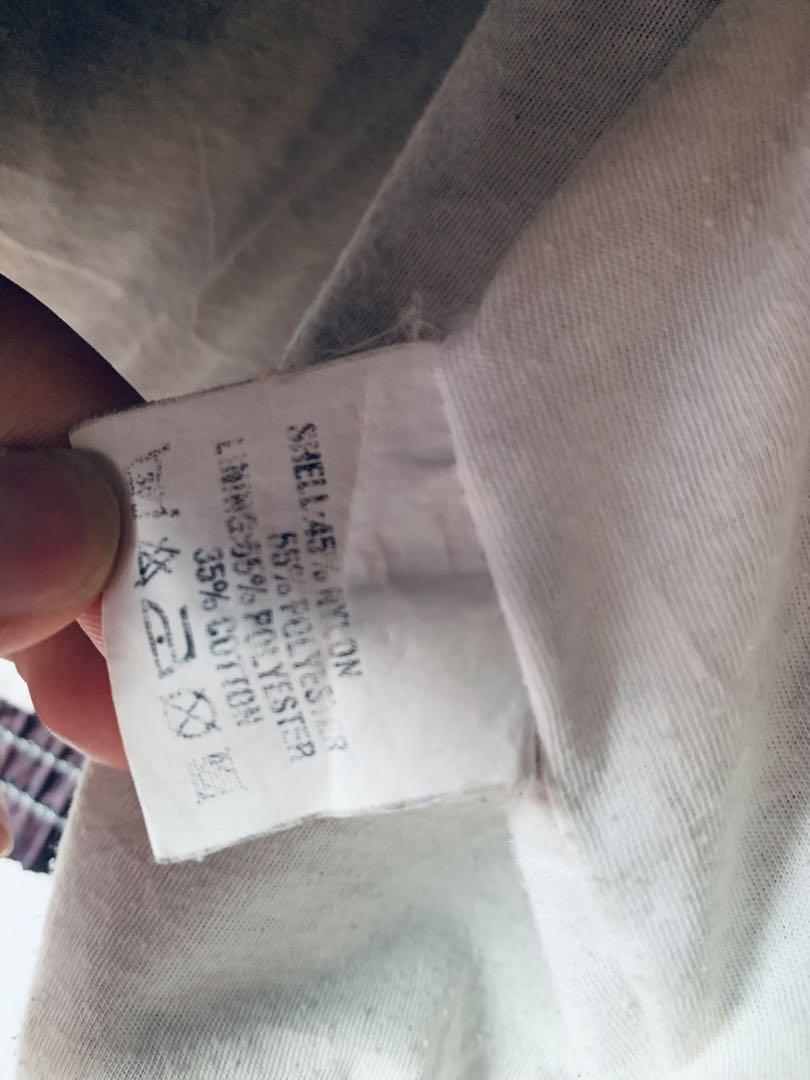 SHELL:45% NYLON
55% POLYESTER
LINING:65% POLYESTER
35% COTTON